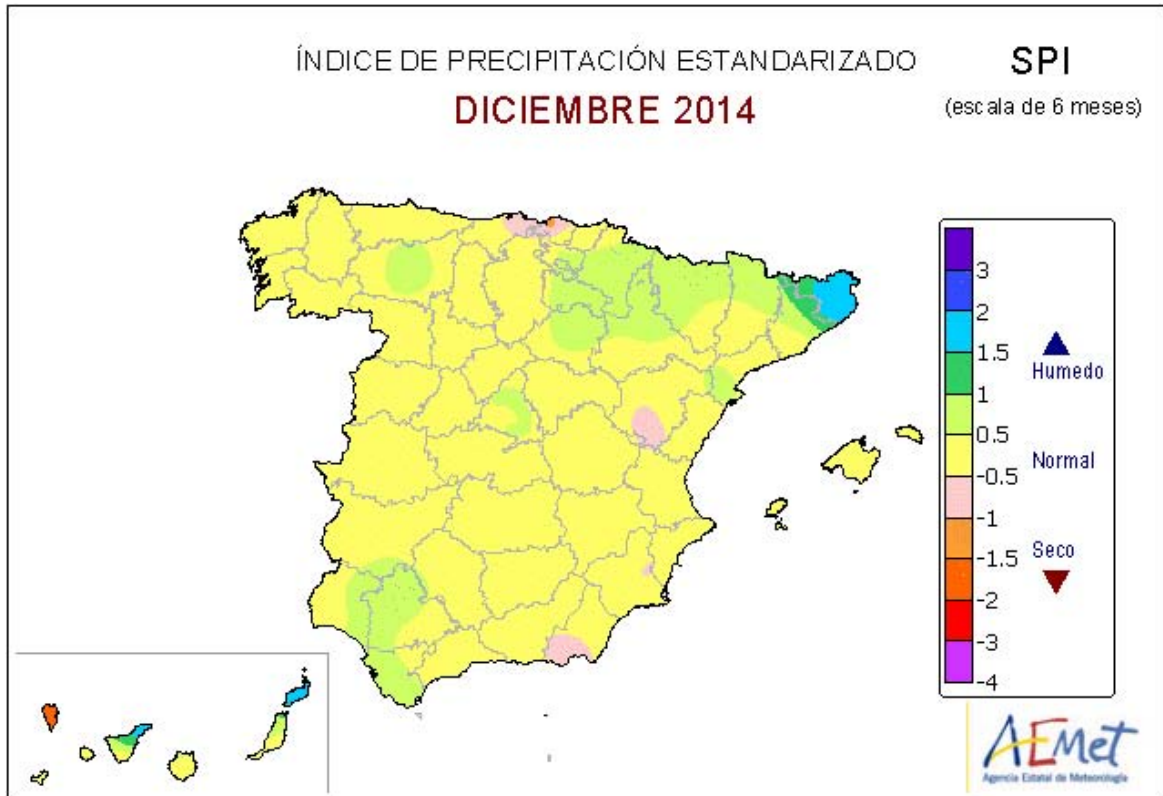 ÍNDICE DE PRECIPITACIÓN ESTANDARIZADO
DICIEMBRE 2014
SPI
(escala de 6 meses)
3
2
1.5
1
0.5
-0.5
-1
-1.5
-2
-3
-4
Humedo
Normal
Seco
AEMet
Agencia Estatal de Meteorología